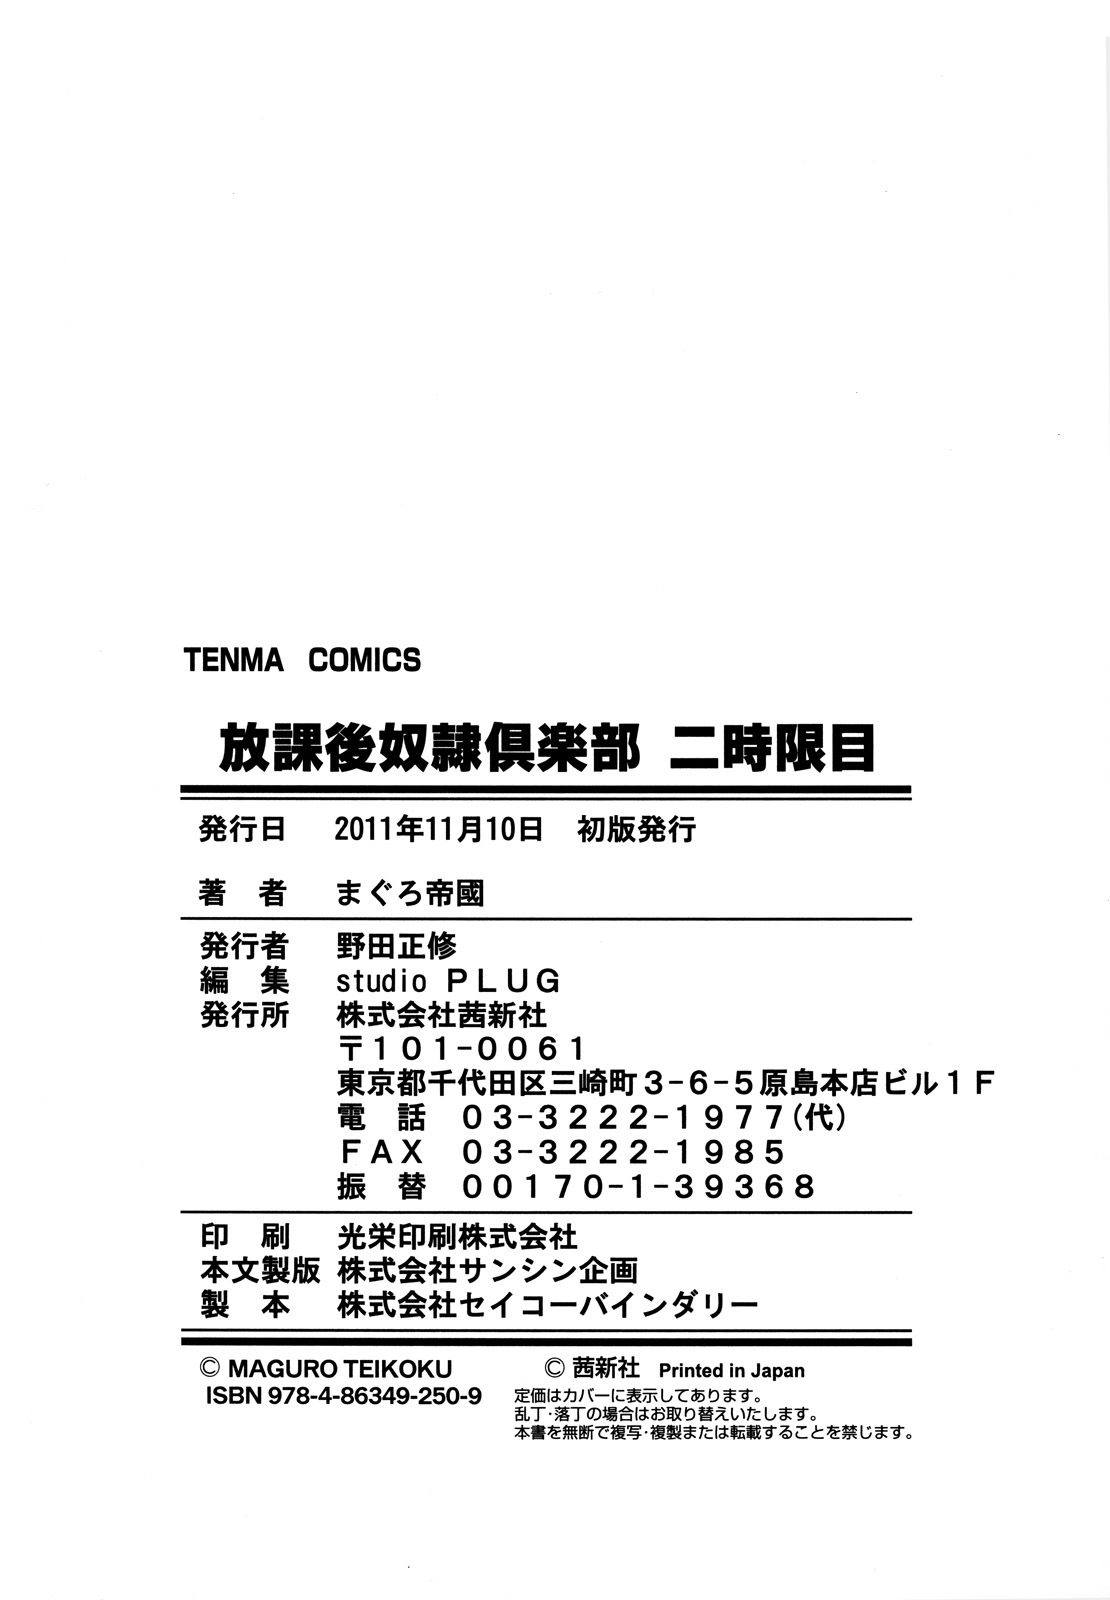 TENMA COMICS
放課後奴隷倶楽部 二時限目
発行日 2011年11月10日 初版発行
著 者 まぐろ帝國
発行者 野田正修
編 集 studio ＰＬＵＧ
発行所 株式会社茜新社
〒１０１-００６１
東京都千代田区三崎町３-６-５原島本店ビル１Ｆ
電 話 ０３-３２２２-１９７７(代)
ＦＡＸ ０３-３２２２-１９８５
振 替 ００１７０-１-３９３６８
印 刷 光栄印刷株式会社
本文製版 株式会社サンシン企画
製 本 株式会社セイコーバインダリー
© MAGURO TEIKOKU © 茜新社 Printed in Japan
ISBN 978-4-86349-250-9 定価はカバーに表示してあります。
乱丁･落丁の場合はお取り替えいたします。
本書を無断で複写･複製または転載することを禁じます。